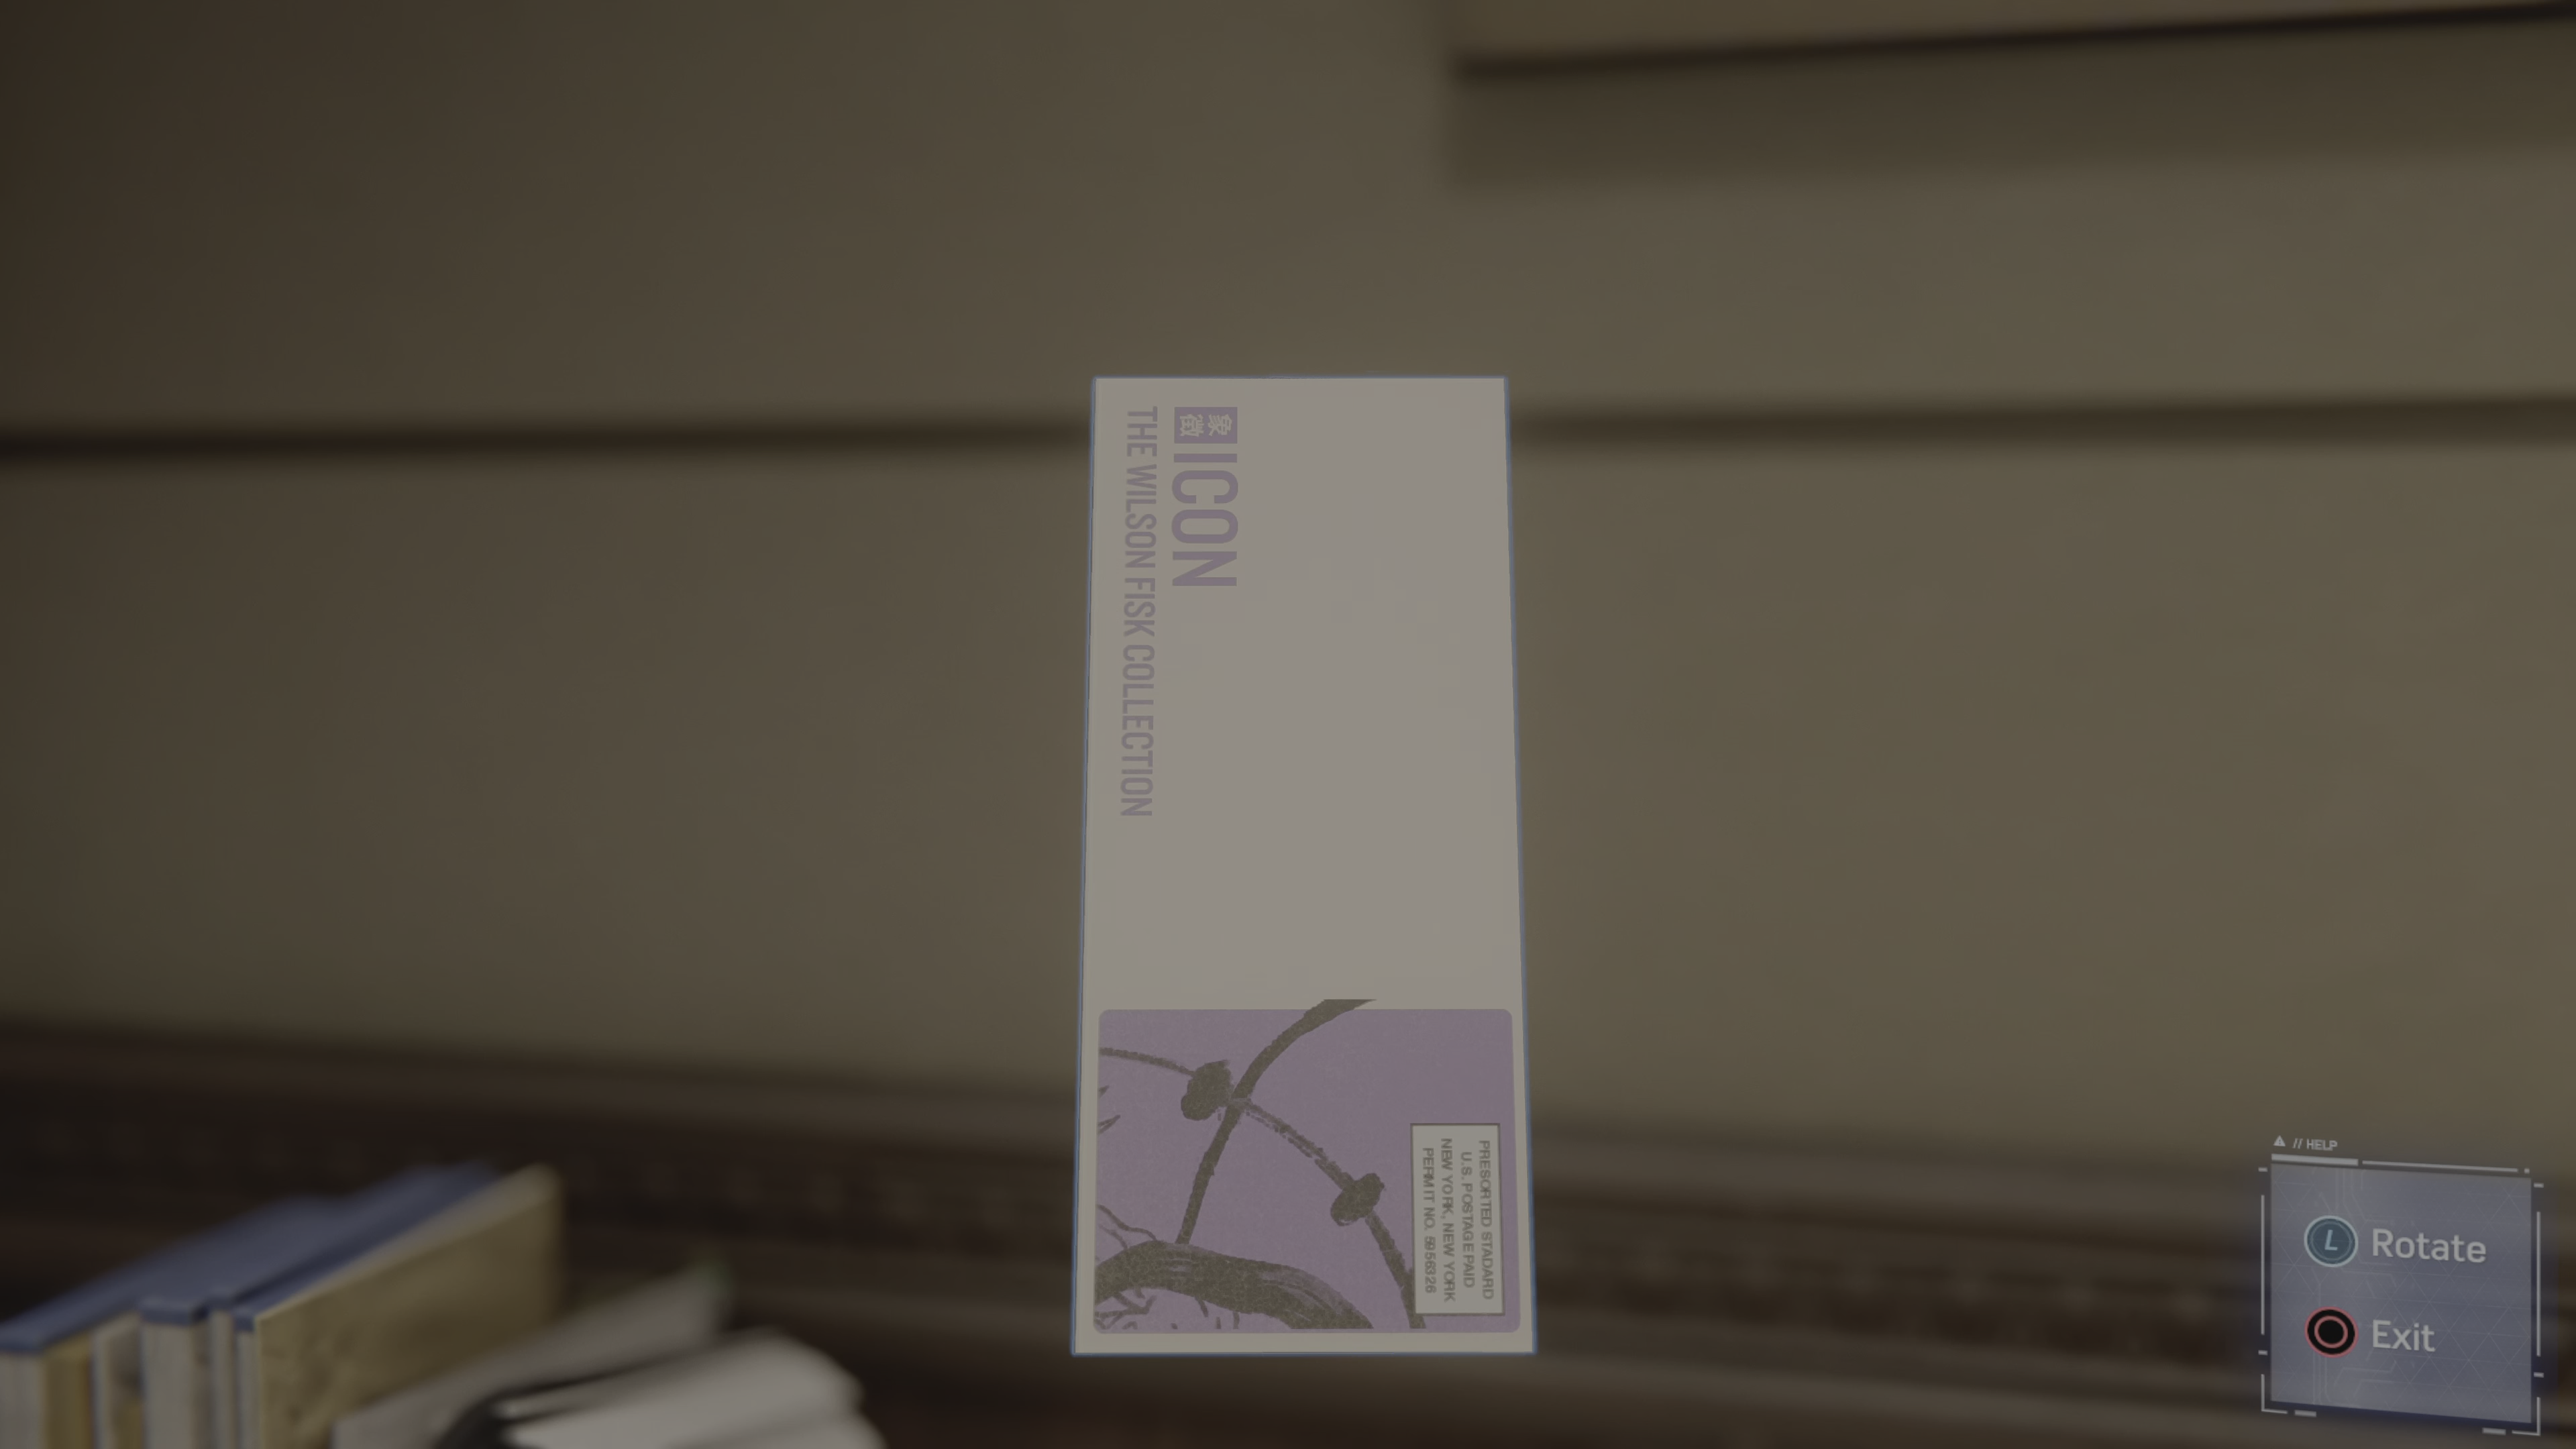 象徵
ICON
THE WILSON FISK COLLECTION
PRESORTED STADARD
U.S. POSTAGE PAID
NEW YORK, NEW YORK
PERMIT NO. 5956326
// HELP
L Rotate
Exit